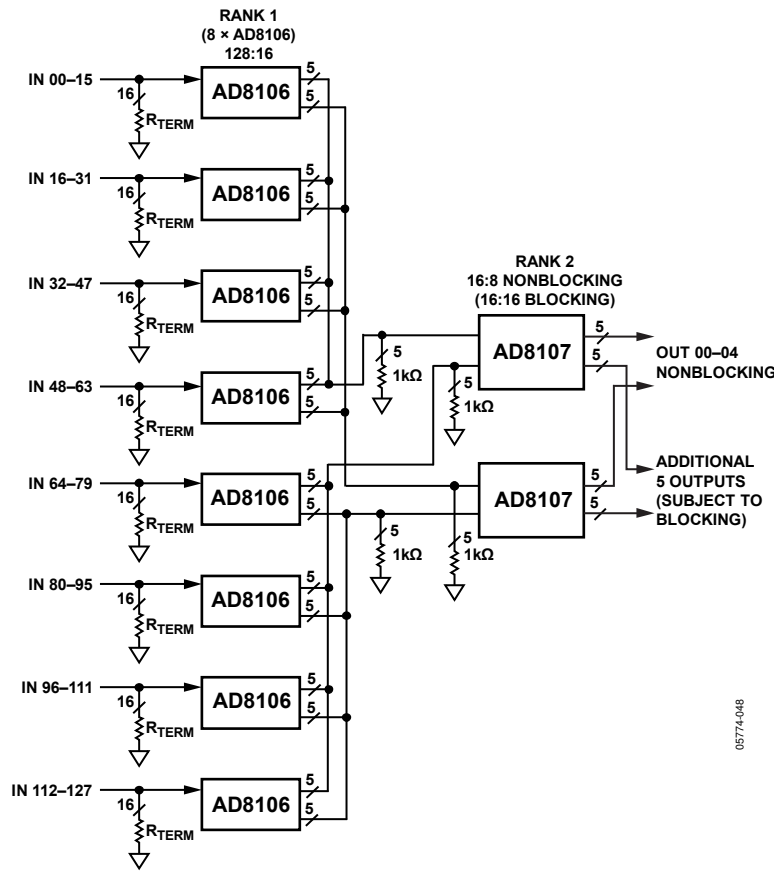 RANK 1
(8 × AD8106)
128:16
IN 00–15
16
RTERM
AD8106
5
5
IN 16–31
16
RTERM
AD8106
5
5
IN 32–47
16
RTERM
AD8106
5
5
IN 48–63
16
RTERM
AD8106
5
5
IN 64–79
16
RTERM
AD8106
5
5
IN 80–95
16
RTERM
AD8106
5
5
IN 96–111
16
RTERM
AD8106
5
5
IN 112–127
16
RTERM
AD8106
5
5
RANK 2
16:8 NONBLOCKING
(16:16 BLOCKING)
5
1kΩ
5
1kΩ
AD8107
5
5
5
1kΩ
5
1kΩ
AD8107
5
5
OUT 00–04
NONBLOCKING
ADDITIONAL
5 OUTPUTS
(SUBJECT TO
BLOCKING)
05774-048